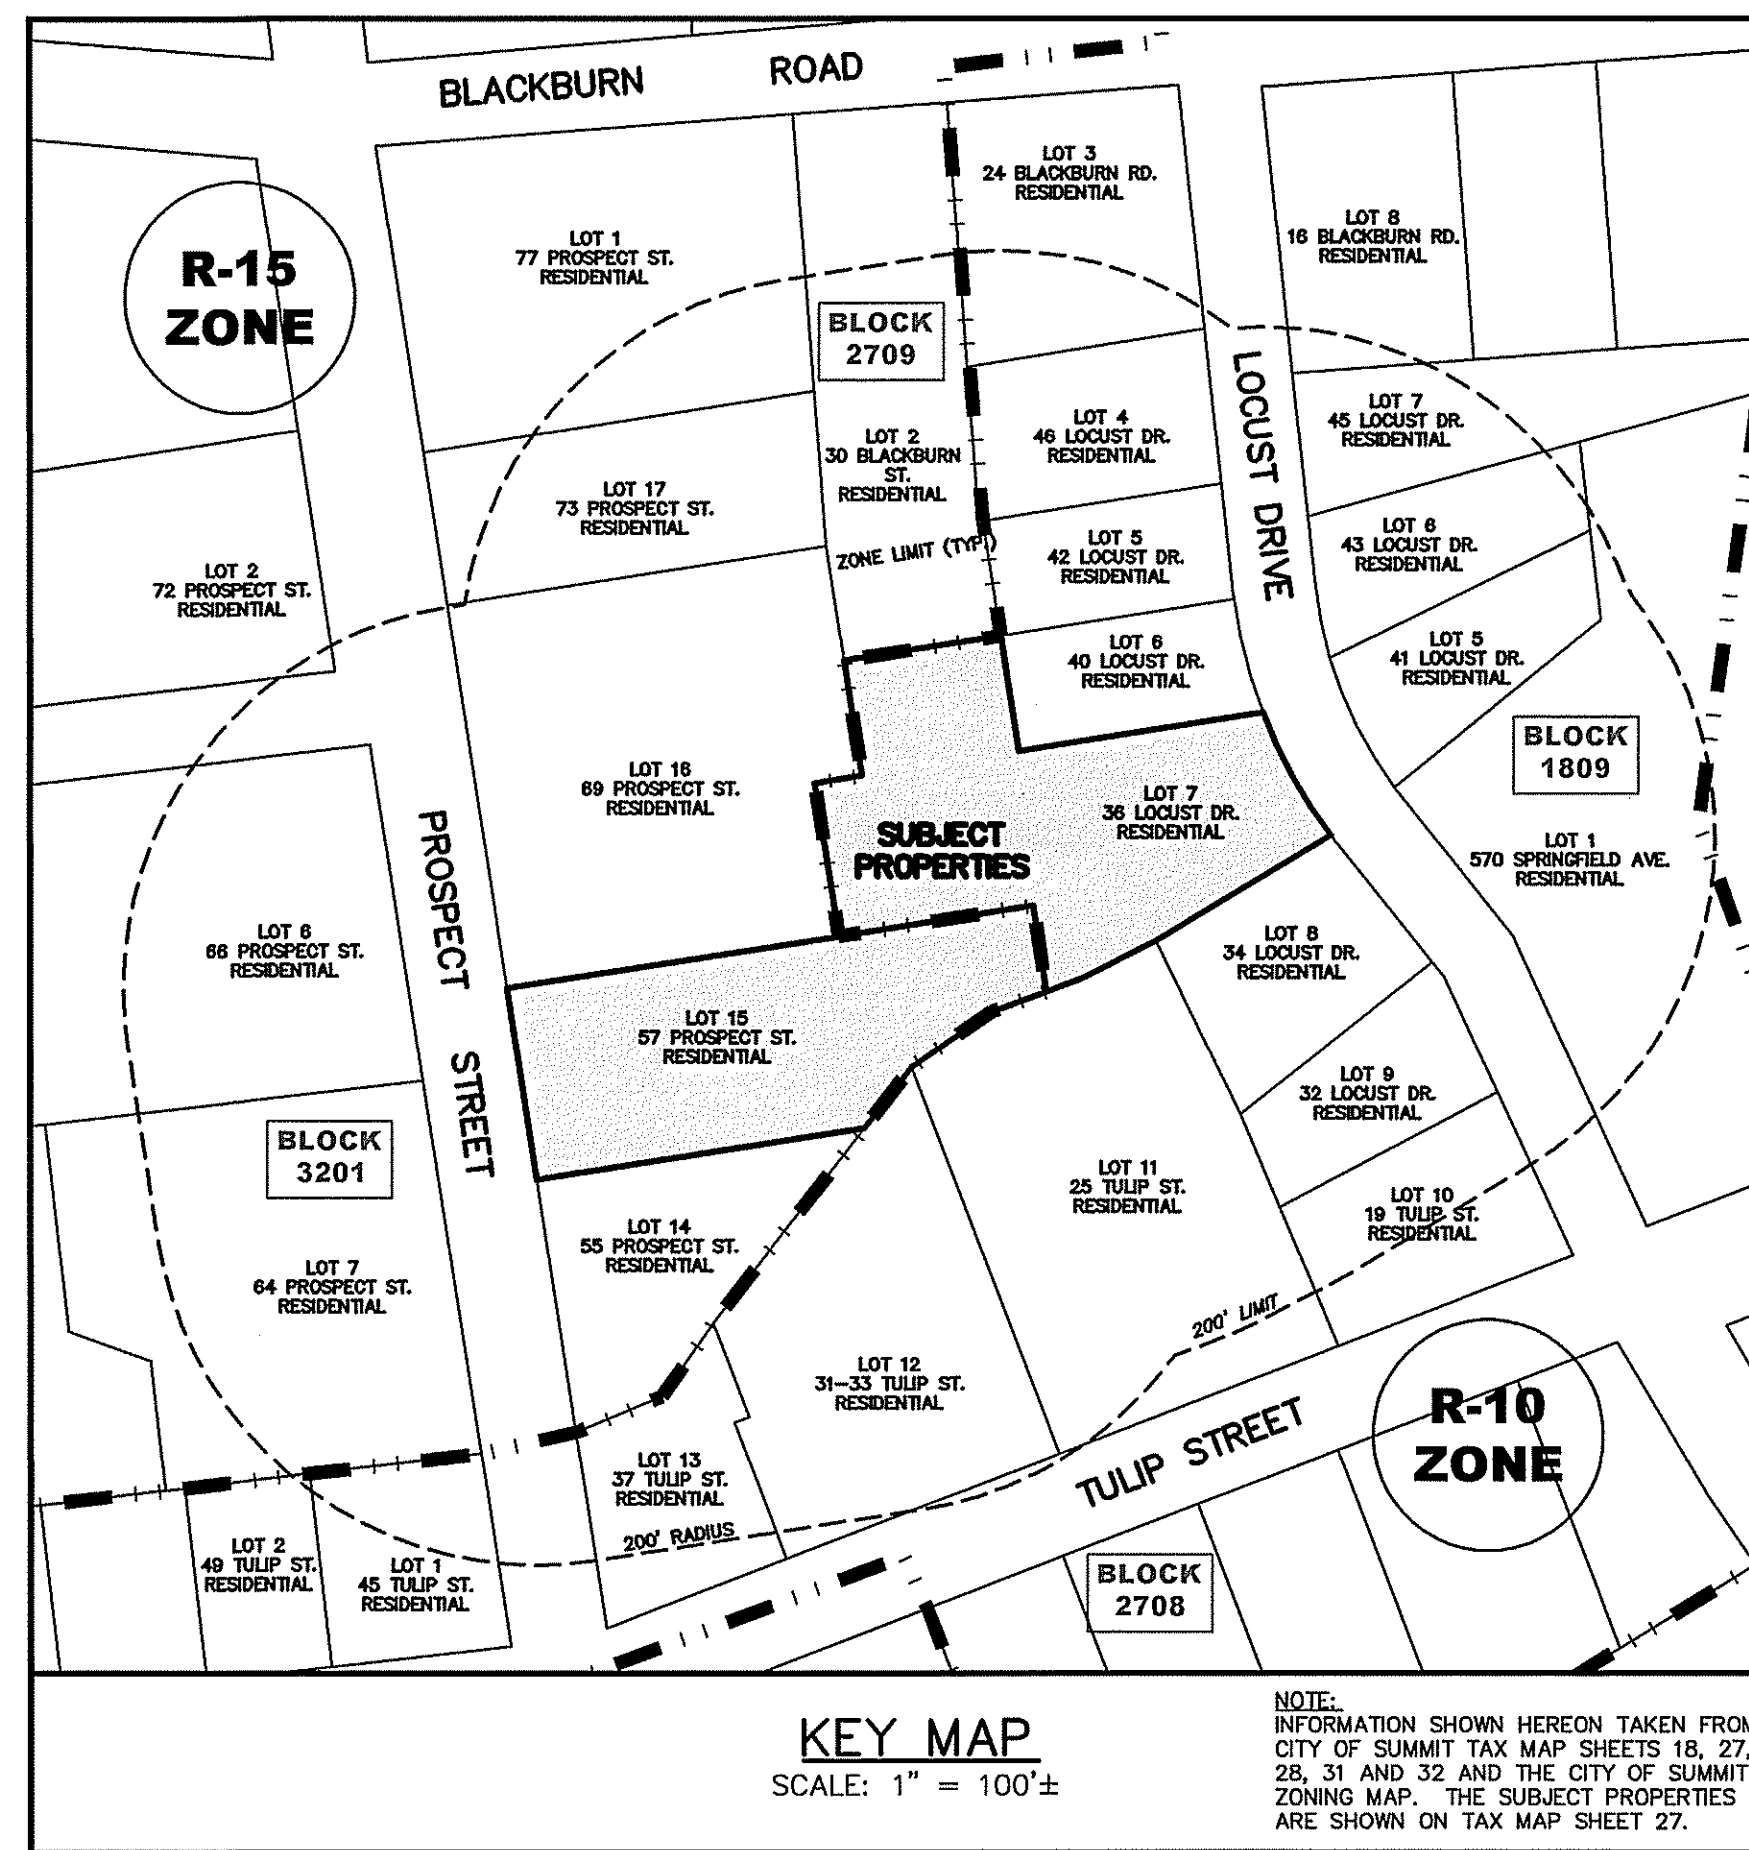 BLACKBURN ROAD
LOT 3
24 BLACKBURN RD.
RESIDENTIAL
LOT 8
16 BLACKBURN RD.
RESIDENTIAL
LOT 1
77 PROSPECT ST.
RESIDENTIAL
R-15
ZONE
BLOCK
2709
LOCUST DRIVE
LOT 7
45 LOCUST DR.
RESIDENTIAL
LOT 4
46 LOCUST DR.
RESIDENTIAL
LOT 2
30 BLACKBURN
ST.
RESIDENTIAL
LOT 17
73 PROSPECT ST.
RESIDENTIAL
ZONE LIMIT (TYP.)
LOT 5
42 LOCUST DR.
RESIDENTIAL
LOT 6
43 LOCUST DR.
RESIDENTIAL
LOT 2
72 PROSPECT ST.
RESIDENTIAL
LOT 6
40 LOCUST DR.
RESIDENTIAL
LOT 5
41 LOCUST DR.
RESIDENTIAL
BLOCK
1809
LOT 16
69 PROSPECT ST.
RESIDENTIAL
LOT 7
36 LOCUST DR.
RESIDENTIAL
SUBJECT
PROPERTIES
LOT 1
570 SPRINGFIELD AVE.
RESIDENTIAL
PROSPECT STREET
LOT 6
66 PROSPECT ST.
RESIDENTIAL
LOT 8
34 LOCUST DR.
RESIDENTIAL
LOT 15
57 PROSPECT ST.
RESIDENTIAL
LOT 9
32 LOCUST DR.
RESIDENTIAL
BLOCK
3201
LOT 11
25 TULIP ST.
RESIDENTIAL
LOT 10
19 TULIP ST.
RESIDENTIAL
LOT 14
55 PROSPECT ST.
RESIDENTIAL
LOT 7
64 PROSPECT ST.
RESIDENTIAL
200' LIMIT
LOT 12
31-33 TULIP ST.
RESIDENTIAL
R-10
ZONE
TULIP STREET
LOT 13
37 TULIP ST.
RESIDENTIAL
200' RADIUS
LOT 2
49 TULIP ST.
RESIDENTIAL
LOT 1
45 TULIP ST.
RESIDENTIAL
BLOCK
2708
KEY MAP
SCALE: 1" = 100'±
NOTE:
INFORMATION SHOWN HEREON TAKEN FROM
CITY OF SUMMIT TAX MAP SHEETS 18, 27,
28, 31 AND 32 AND THE CITY OF SUMMIT
ZONING MAP. THE SUBJECT PROPERTIES
ARE SHOWN ON TAX MAP SHEET 27.